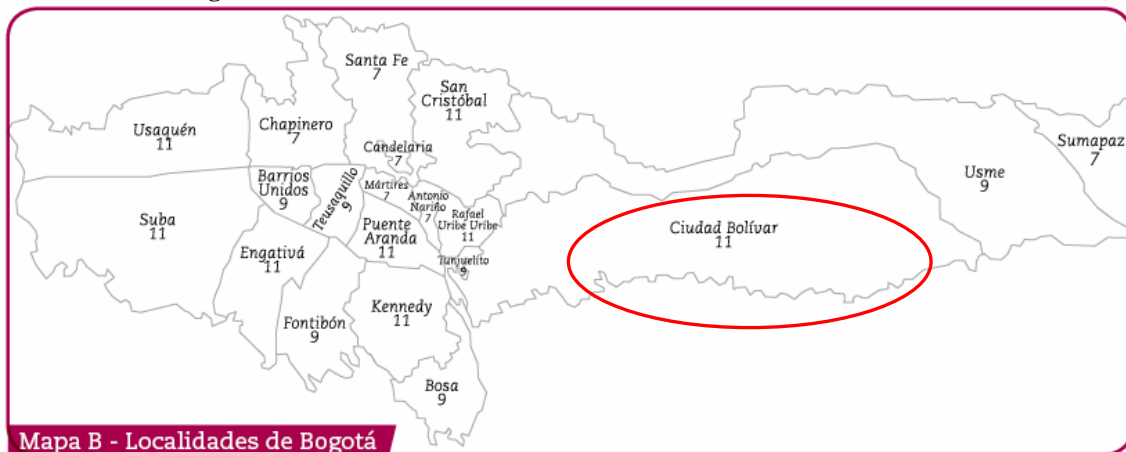 Santa Fe
7
San
Cristóbal
11
Usaquén
11
Chapinero
7
Candelaria
7
Sumapaz
7
Usme
9
Barrios
Unidos
9
Teusaquillo
9
Mártires
7
Antonio
Nariño
7
Rafael
Uribe Uribe
11
Suba
11
Puente
Aranda
11
Ciudad Bolívar
11
Engativá
11
Tunjuelito
9
Kennedy
11
Fontibón
9
Bosa
9
Mapa B - Localidades de Bogotá